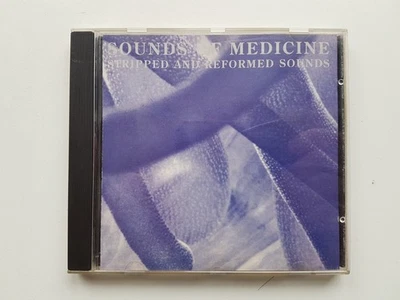 SOUNDS OF MEDICINE
STRIPPED AND REFORMED SOUNDS